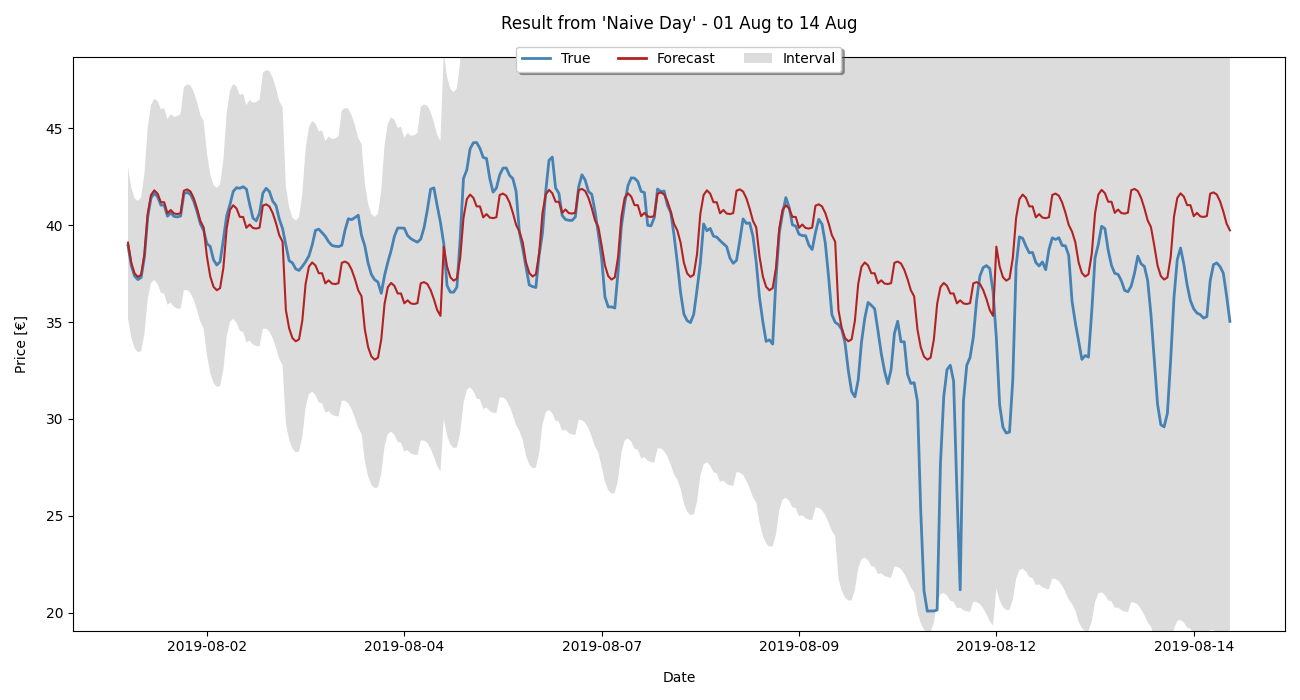 Result from 'Naive Day' - 01 Aug to 14 Aug
True Forecast Interval
45
40
35
30
25
20
Price [€]
2019-08-02 2019-08-04 2019-08-07 2019-08-09 2019-08-12 2019-08-14
Date